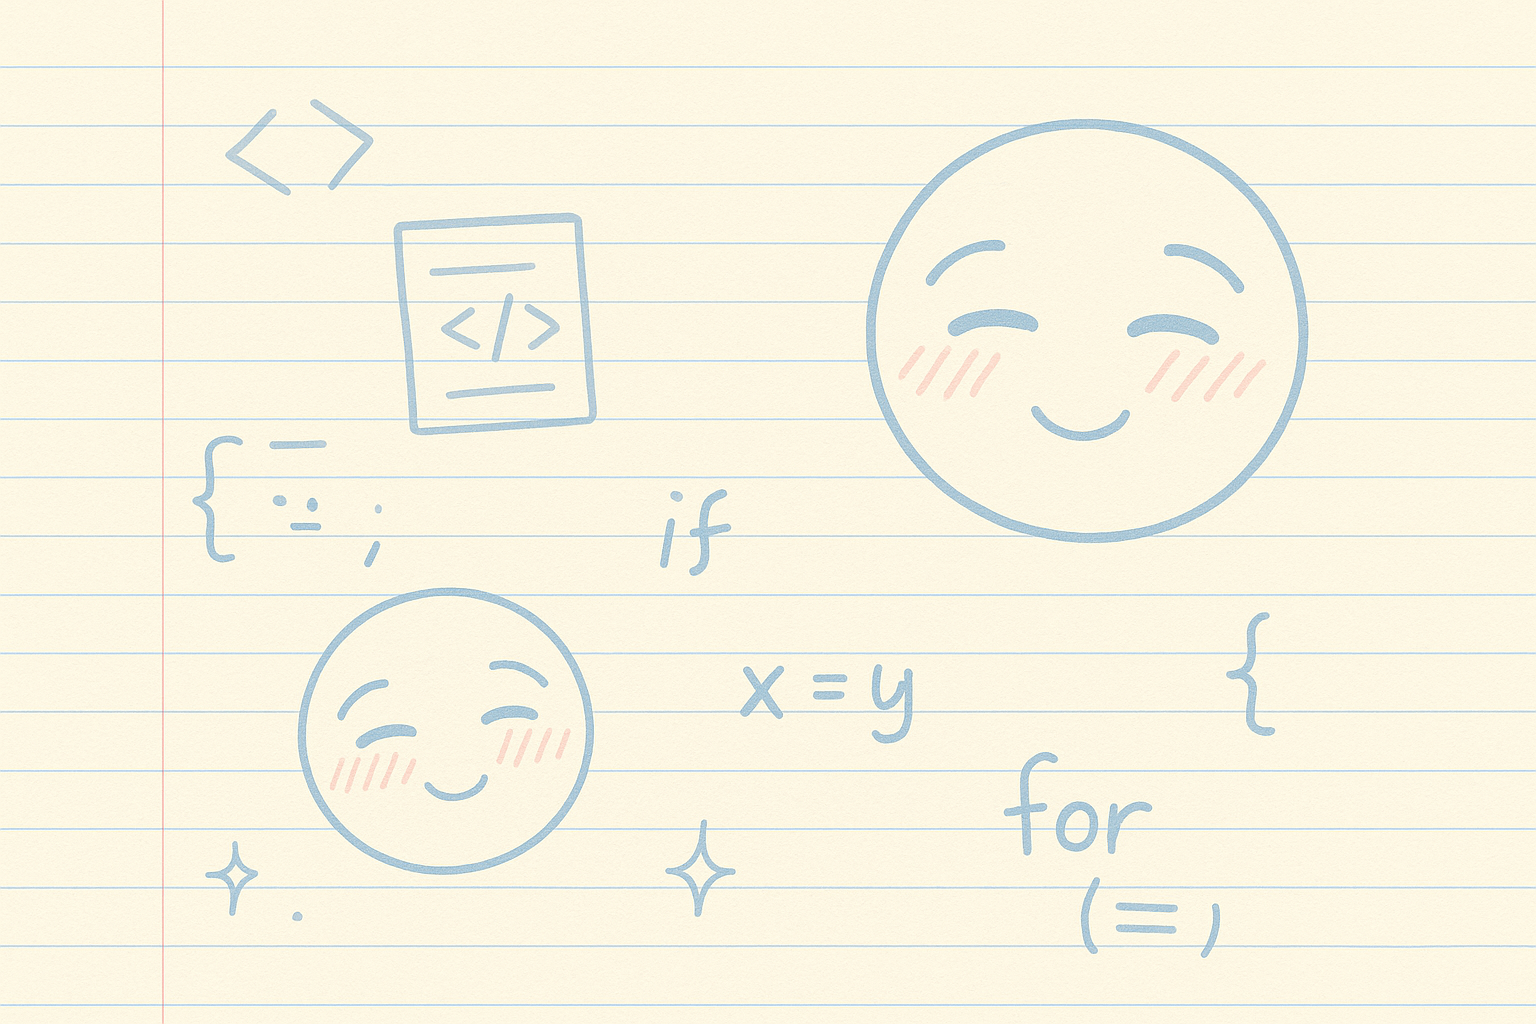 <>
</>
{
;
if
x = y
{
for
(=)